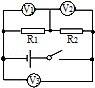 V₁ V₂
R₁ R₂
V₃